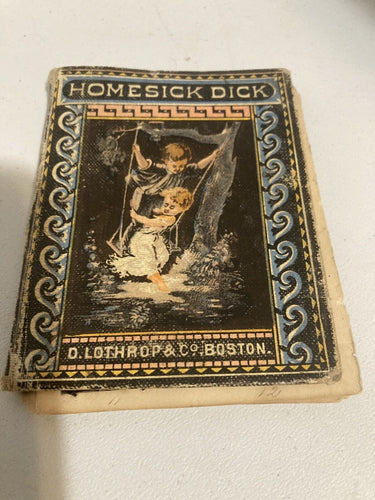 HOMESICK DICK
D. LOTHROP & CO. BOSTON.